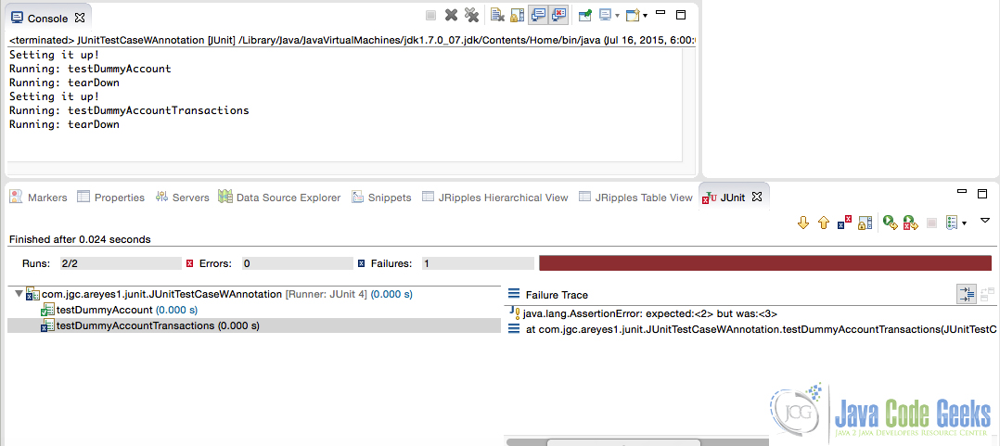 Console
<terminated> JUnitTestCaseWAnnotation [JUnit] /Library/Java/JavaVirtualMachines/jdk1.7.0_07.jdk/Contents/Home/bin/java (Jul 16, 2015, 6:00:
Setting it up!
Running: testDummyAccount
Running: tearDown
Setting it up!
Running: testDummyAccountTransactions
Running: tearDown
Markers Properties Servers Data Source Explorer Snippets JRipples Hierarchical View JRipples Table View JUnit
Finished after 0.024 seconds
Runs: 2/2 Errors: 0 Failures: 1
com.jgc.areyes1.junit.JUnitTestCaseWAnnotation [Runner: JUnit 4] (0.000 s)
testDummyAccount (0.000 s)
testDummyAccountTransactions (0.000 s)
Failure Trace
java.lang.AssertionError: expected:<2> but was:<3>
at com.jgc.areyes1.junit.JUnitTestCaseWAnnotation.testDummyAccountTransactions(JUnitTestC
JCG
Java Code Geeks
Java 2 Java Developers Resource Center